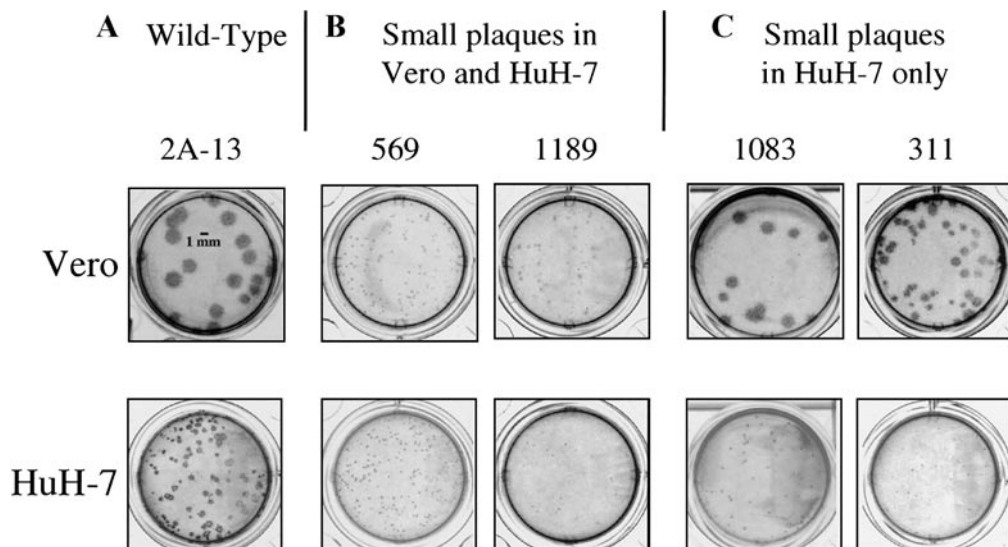 A Wild-Type
B Small plaques in
Vero and HuH-7
C Small plaques
in HuH-7 only
2A-13 569 1189 1083 311
Vero
1 mm
HuH-7